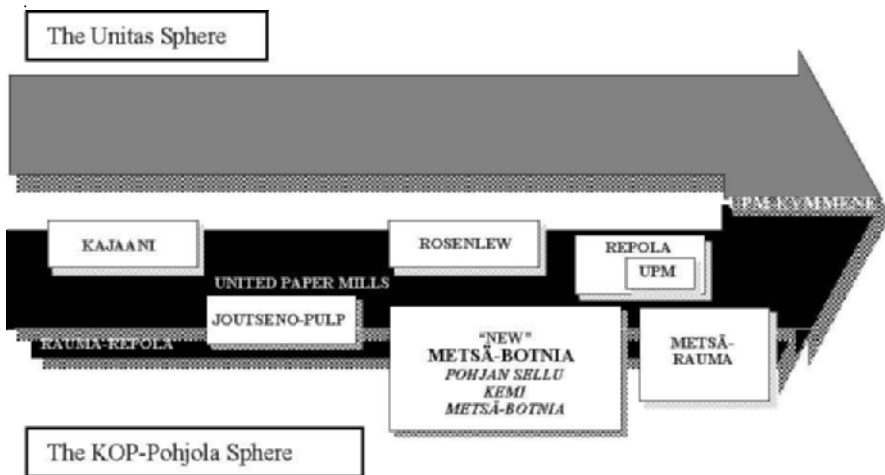 The Unitas Sphere
UPM-KYMMENE
KAJAANI
ROSENLEW
REPOLA
UPM
UNITED PAPER MILLS
JOUTSENO-PULP
RAUMA-REPOLA
“NEW”
METSÄ-BOTNIA
POHJAN SELLU
KEMI
METSÄ-BOTNIA
METSÄ-
RAUMA
The KOP-Pohjola Sphere